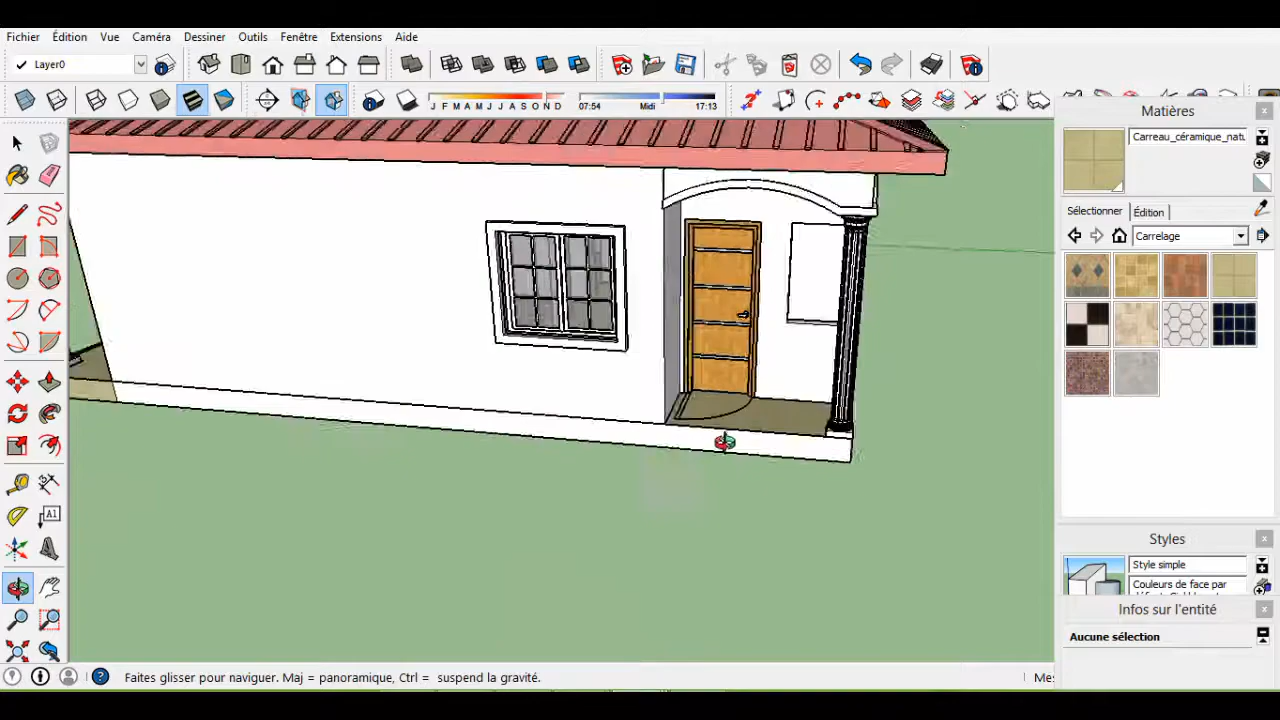 Fichier Édition Vue Caméra Dessiner Outils Fenêtre Extensions Aide
Layer0
J F M A M J J A S O N D 07:54 Midi 17:13
Matières
Carreau_céramique_natu
Sélectionner Édition
Carrelage
A1
Styles
Style simple
Couleurs de face par
Infos sur l'entité
Aucune sélection
Faites glisser pour naviguer. Maj = panoramique, Ctrl = suspend la gravité.
Mes